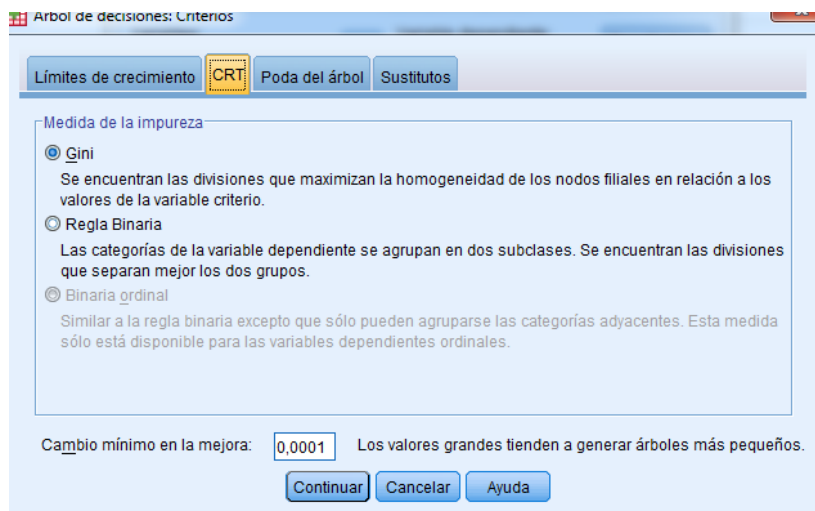 Arbol de decisiones: Criterios
Límites de crecimiento CRT Poda del árbol Sustitutos
Medida de la impureza
Gini
Se encuentran las divisiones que maximizan la homogeneidad de los nodos filiales en relación a los
valores de la variable criterio.
Regla Binaria
Las categorías de la variable dependiente se agrupan en dos subclases. Se encuentran las divisiones
que separan mejor los dos grupos.
Binaria ordinal
Similar a la regla binaria excepto que sólo pueden agruparse las categorías adyacentes. Esta medida
sólo está disponible para las variables dependientes ordinales.
Cambio mínimo en la mejora: 0,0001 Los valores grandes tienden a generar árboles más pequeños.
Continuar Cancelar Ayuda